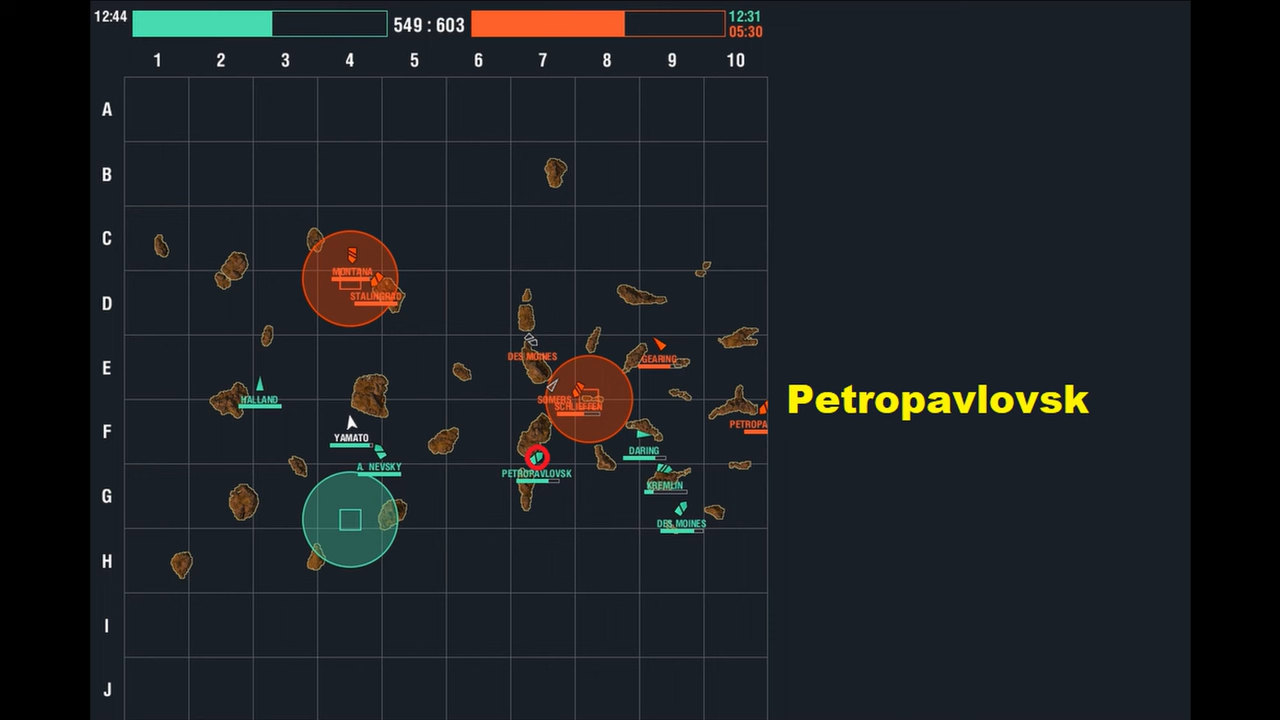 12:44
549 : 603
12:31
05:30
1 2 3 4 5 6 7 8 9 10
A
B
C
MONTANA
D
STALINGRAD
DES MOINES
GEARING
E
HALLAND
SOMERS
SCHLIEFFEN
Petropavlovsk
PETROPA
F
YAMATO
DARING
A. NEVSKY
PETROPAVLOVSK
KREMLIN
G
DES MOINES
H
I
J